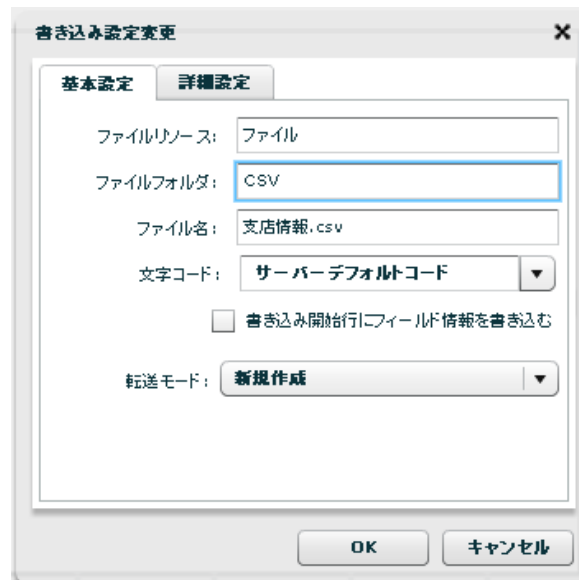 書き込み設定変更
基本設定 詳細設定
ファイルリソース: ファイル
ファイルフォルダ: CSV
ファイル名: 支店情報.csv
文字コード: サーバーデフォルトコード
書き込み開始行にフィールド情報を書き込む
転送モード: 新規作成
OK キャンセル